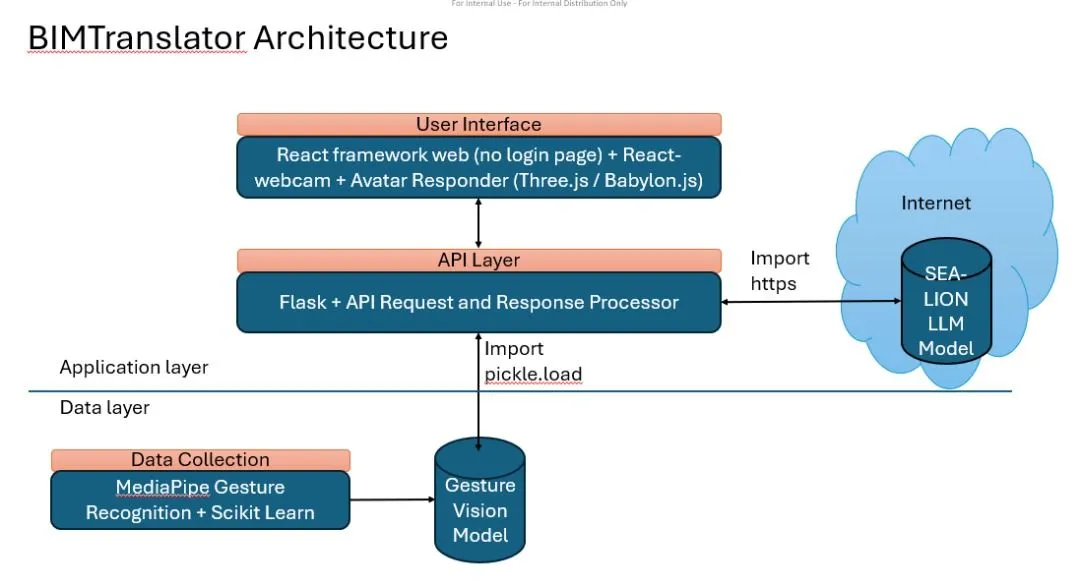 For Internal Use - For Internal Distribution Only
BIMTranslator Architecture
User Interface
React framework web (no login page) + React-
webcam + Avatar Responder (Three.js / Babylon.js)
API Layer
Flask + API Request and Response Processor
Import
https
Internet
SEA-
LION
LLM
Model
Import
pickle.load
Application layer
Data layer
Data Collection
MediaPipe Gesture
Recognition + Scikit Learn
Gesture
Vision
Model